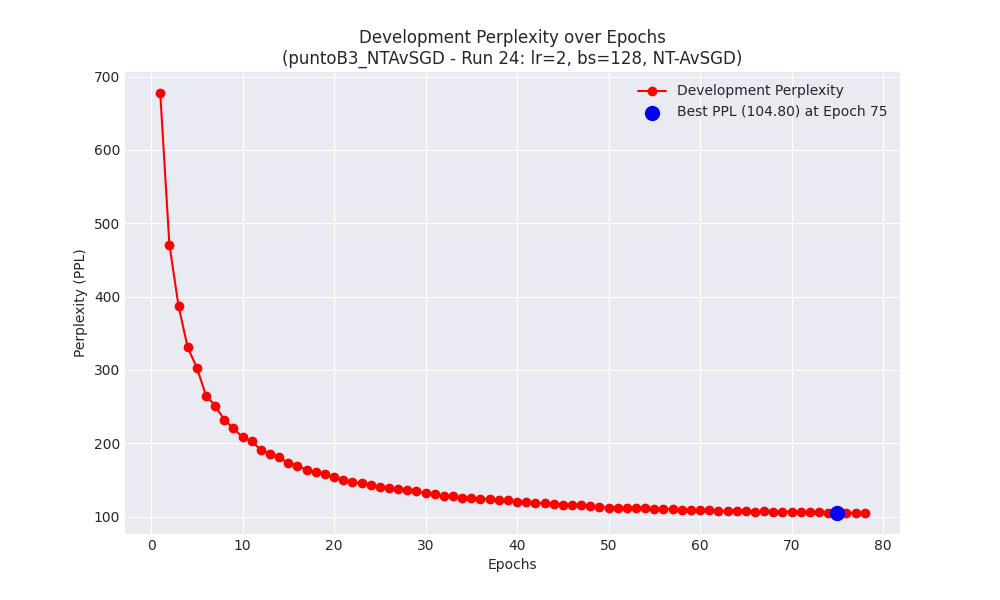 Development Perplexity over Epochs
(puntoB3_NTAvSGD - Run 24: lr=2, bs=128, NT-AvSGD)
Development Perplexity
Best PPL (104.80) at Epoch 75
Perplexity (PPL)
700
600
500
400
300
200
100
0 10 20 30 40 50 60 70 80
Epochs